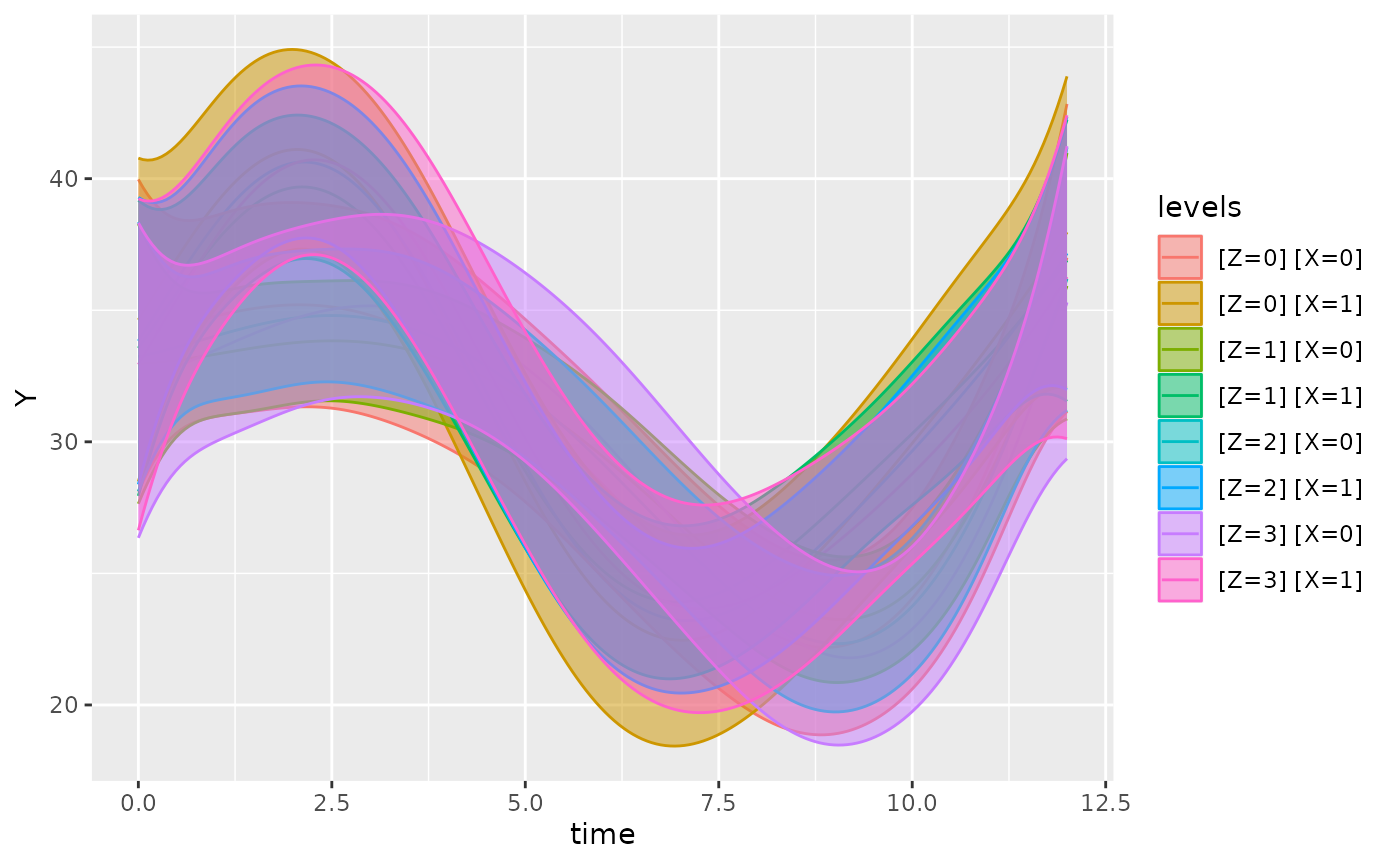 40
30
20
Y
0.0
2.5
5.0
7.5
10.0
12.5
time
levels
[Z=0] [X=0]
[Z=0] [X=1]
[Z=1] [X=0]
[Z=1] [X=1]
[Z=2] [X=0]
[Z=2] [X=1]
[Z=3] [X=0]
[Z=3] [X=1]